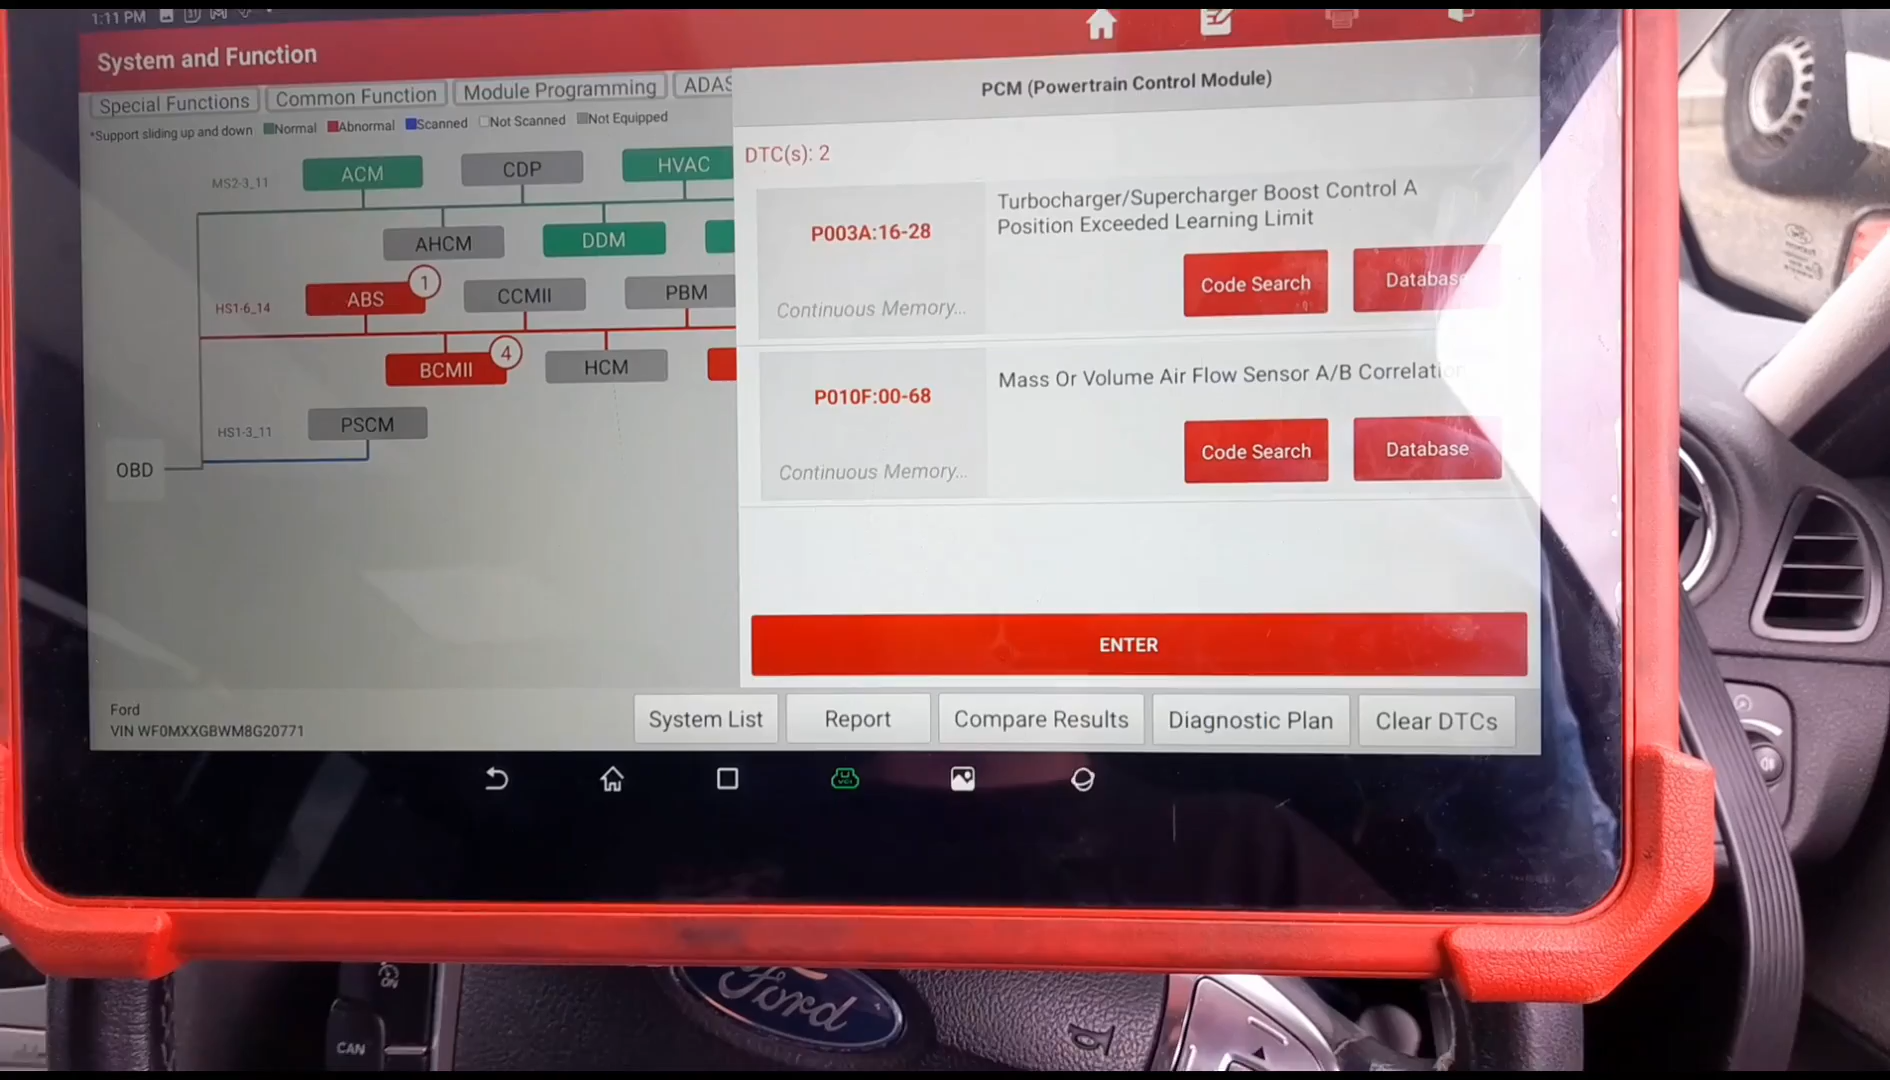 1:11 PM
System and Function
Special Functions
Common Function
Module Programming
ADAS
*Support sliding up and down
Normal
Abnormal
Scanned
Not Scanned
Not Equipped
MS2-3_11
ACM
CDP
HVAC
AHCM
DDM
HS1-6_14
ABS
1
CCMII
PBM
BCMII
4
HCM
HS1-3_11
PSCM
OBD
PCM (Powertrain Control Module)
DTC(s): 2
P003A:16-28
Continuous Memory...
Turbocharger/Supercharger Boost Control A
Position Exceeded Learning Limit
Code Search
Database
P010F:00-68
Continuous Memory...
Mass Or Volume Air Flow Sensor A/B Correlatio
Code Search
Database
ENTER
Ford
VIN WF0MXXGBWM8G20771
System List
Report
Compare Results
Diagnostic Plan
Clear DTCs
VCI
CAN
Ford